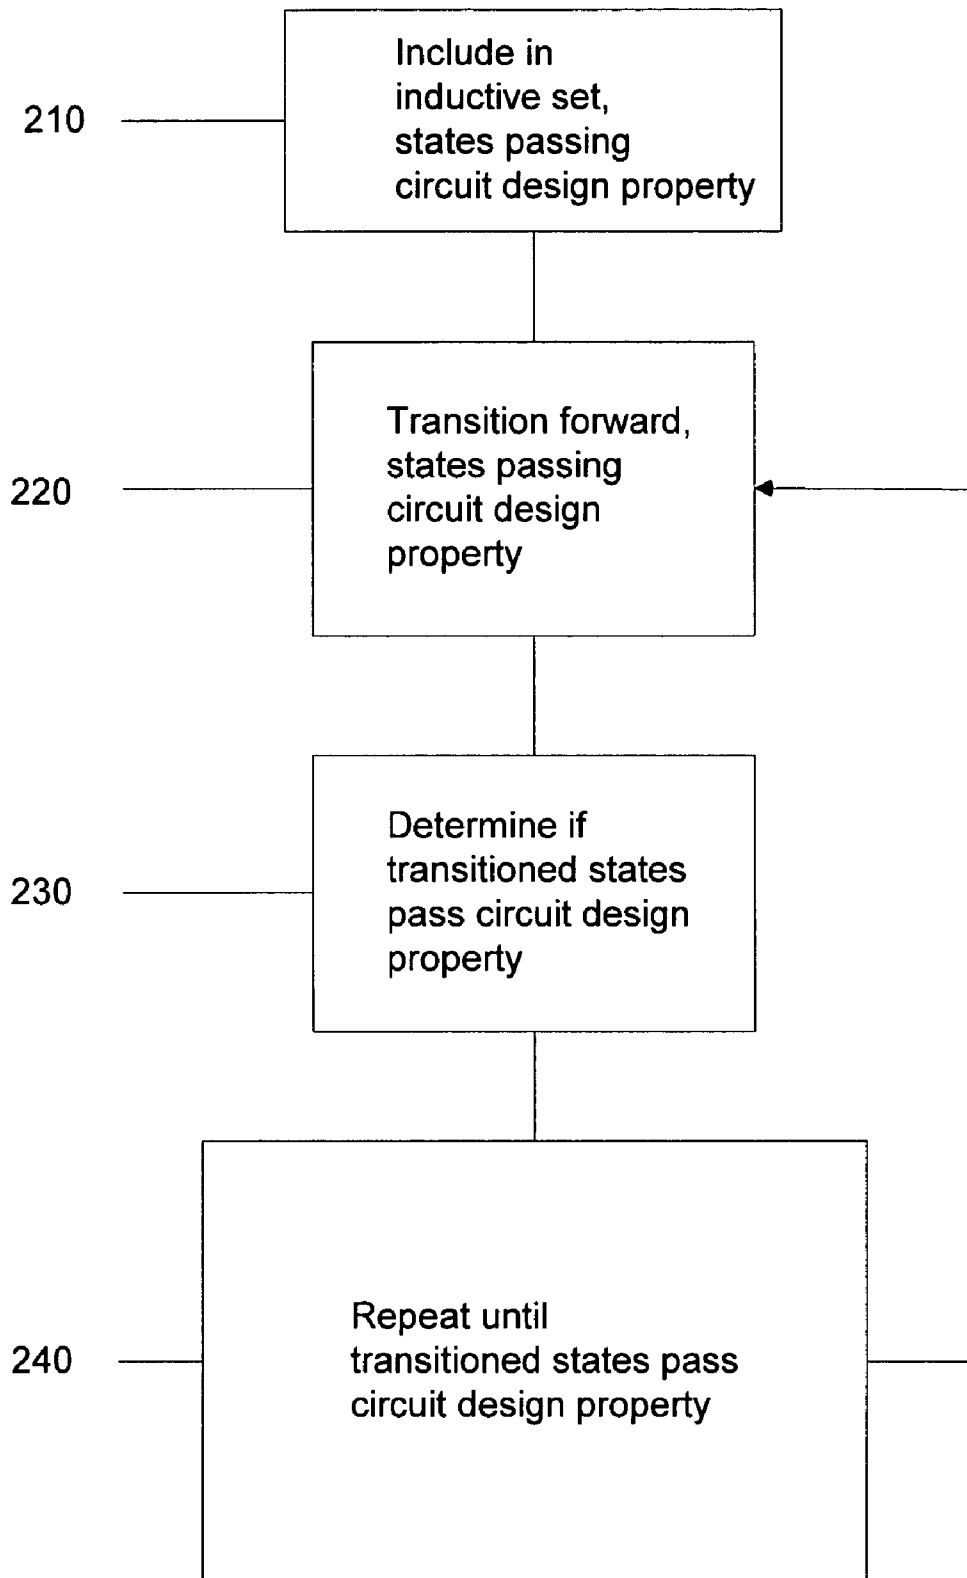 210
Include in
inductive set,
states passing
circuit design property
220
Transition forward,
states passing
circuit design
property
230
Determine if
transitioned states
pass circuit design
property
240
Repeat until
transitioned states pass
circuit design property